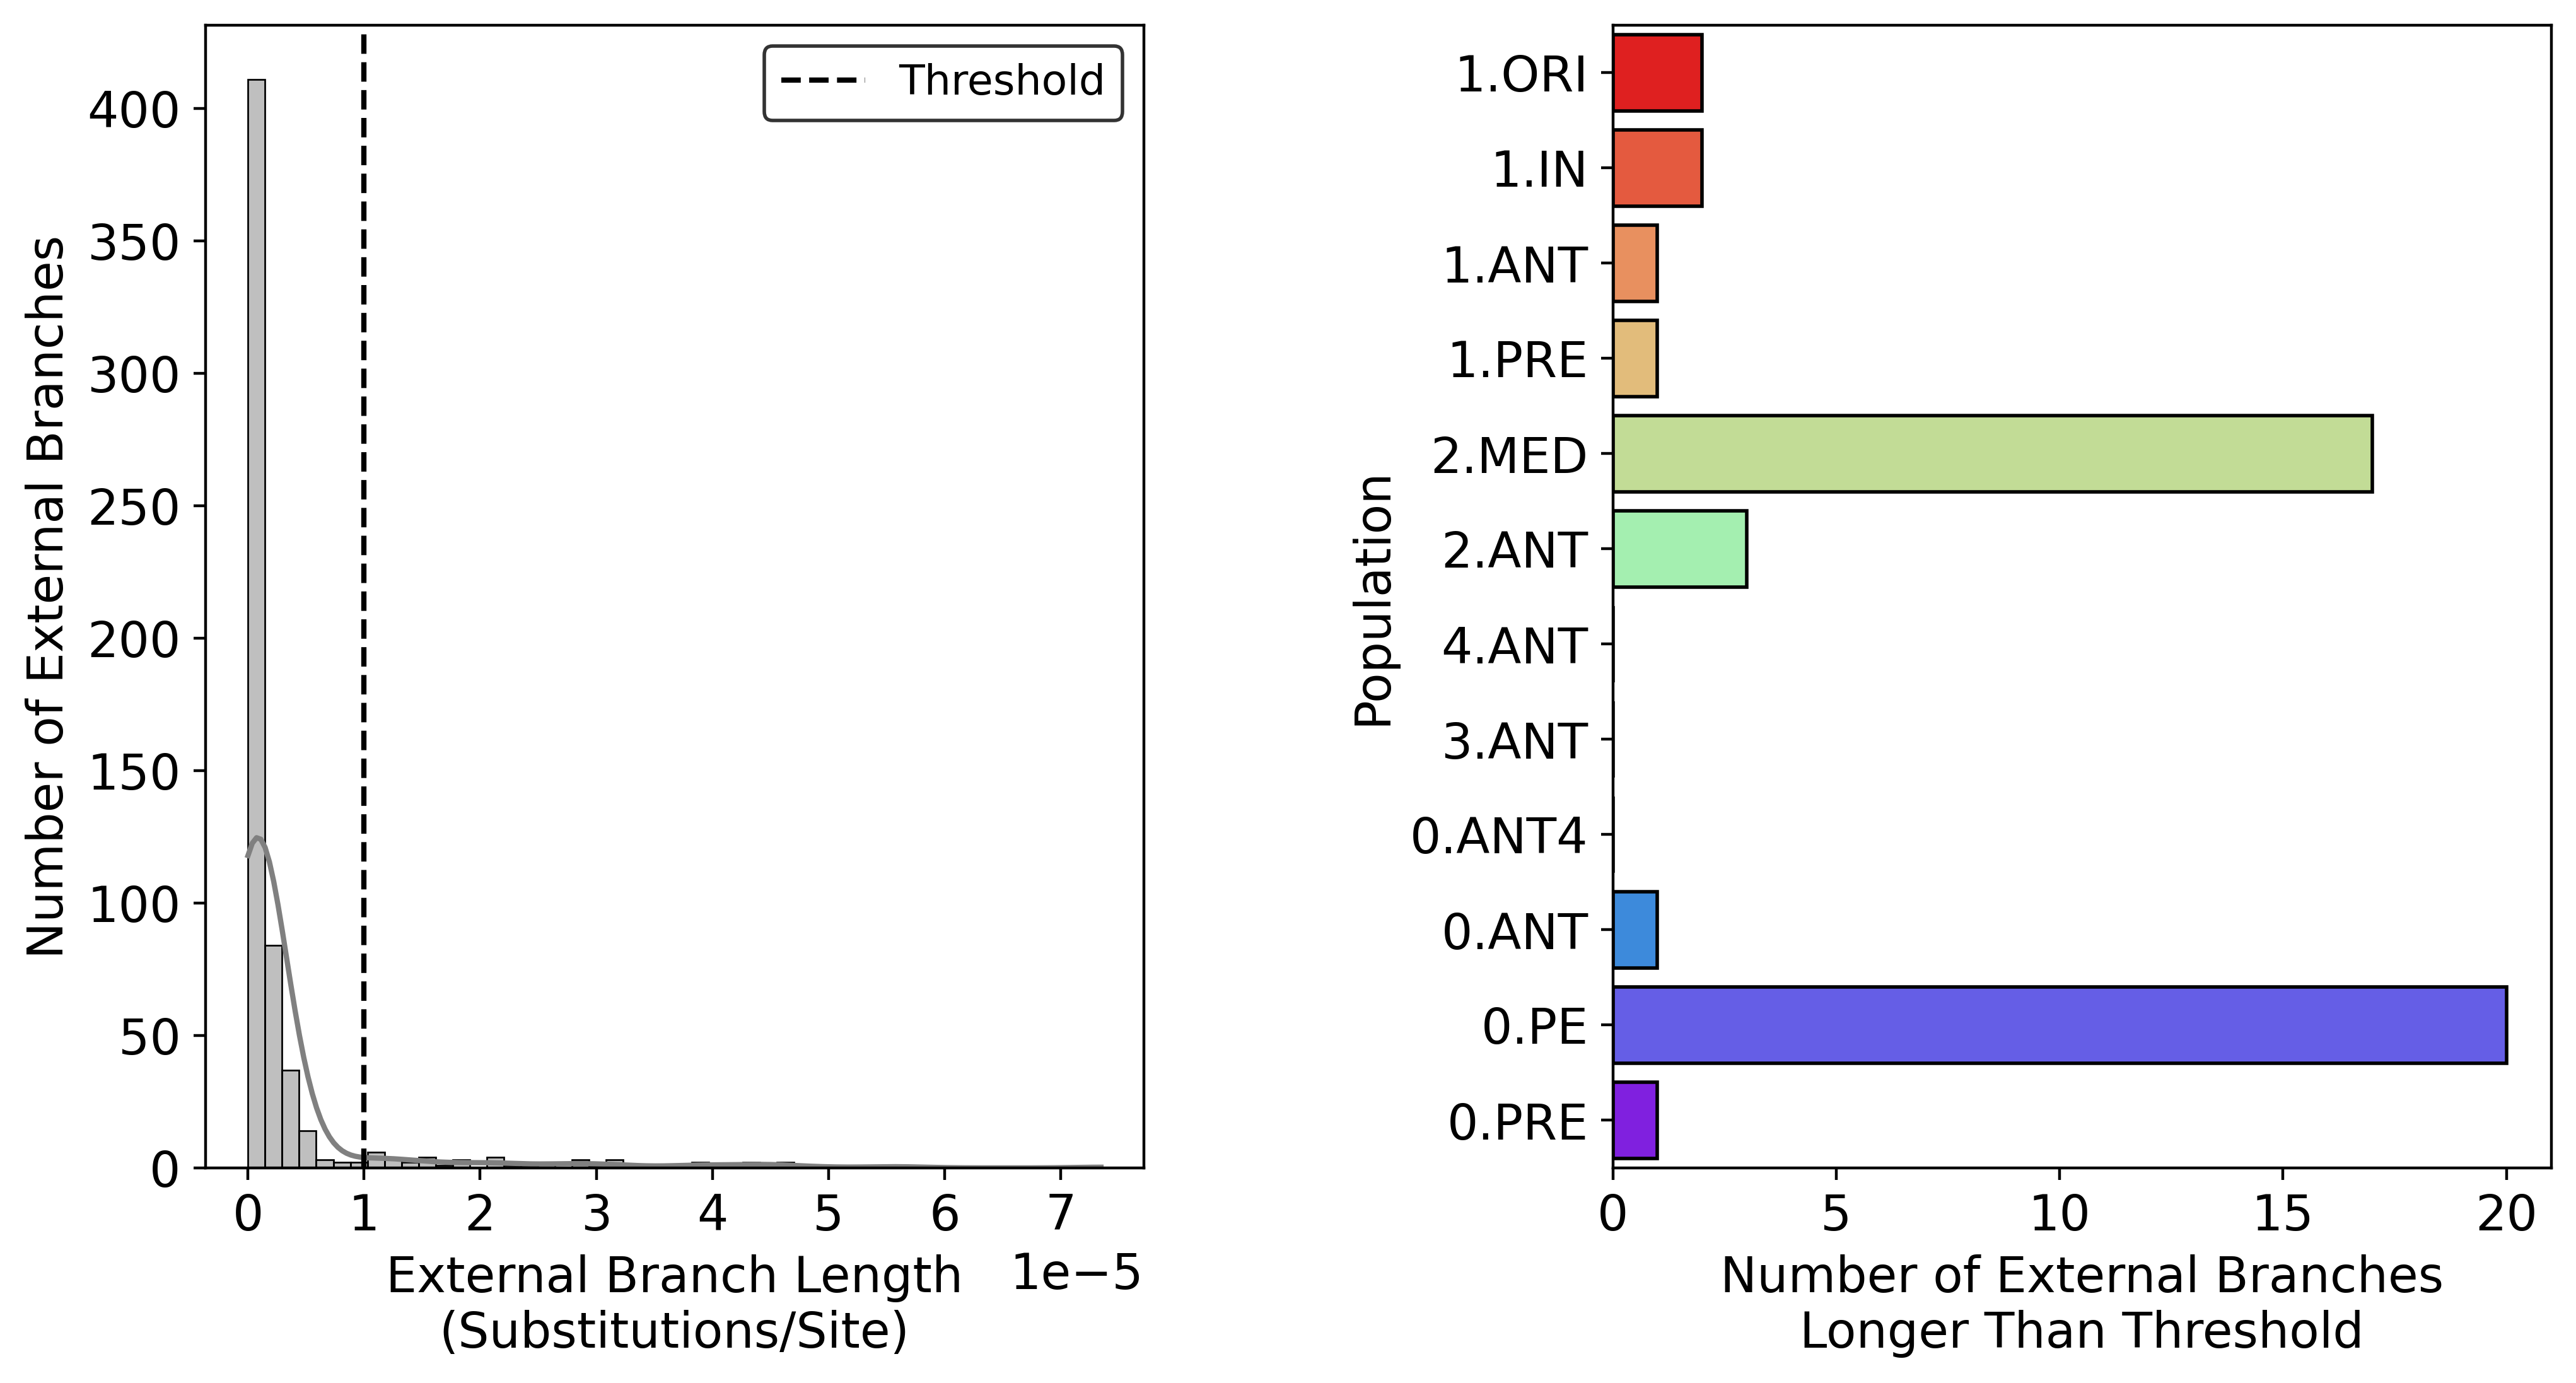 Threshold
Number of External Branches
400
350
300
250
200
150
100
50
0
0 1 2 3 4 5 6 7
1e−5
External Branch Length
(Substitutions/Site)
Population
1.ORI
1.IN
1.ANT
1.PRE
2.MED
2.ANT
4.ANT
3.ANT
0.ANT4
0.ANT
0.PE
0.PRE
0 5 10 15 20
Number of External Branches
Longer Than Threshold